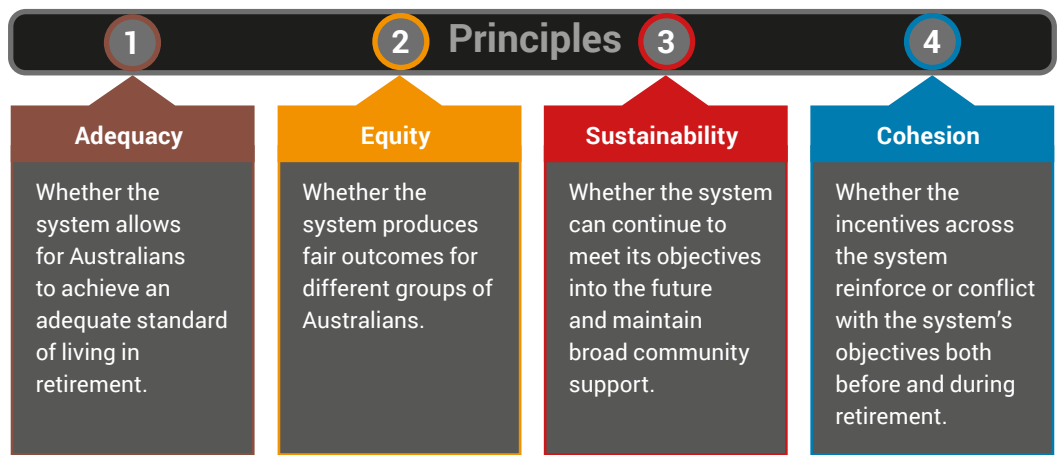 Principles
1
2
3
4
Adequacy
Whether the
system allows
for Australians
to achieve an
adequate standard
of living in
retirement.
Equity
Whether the
system produces
fair outcomes for
different groups of
Australians.
Sustainability
Whether the system
can continue to
meet its objectives
into the future
and maintain
broad community
support.
Cohesion
Whether the
incentives across
the system
reinforce or conflict
with the system's
objectives both
before and during
retirement.